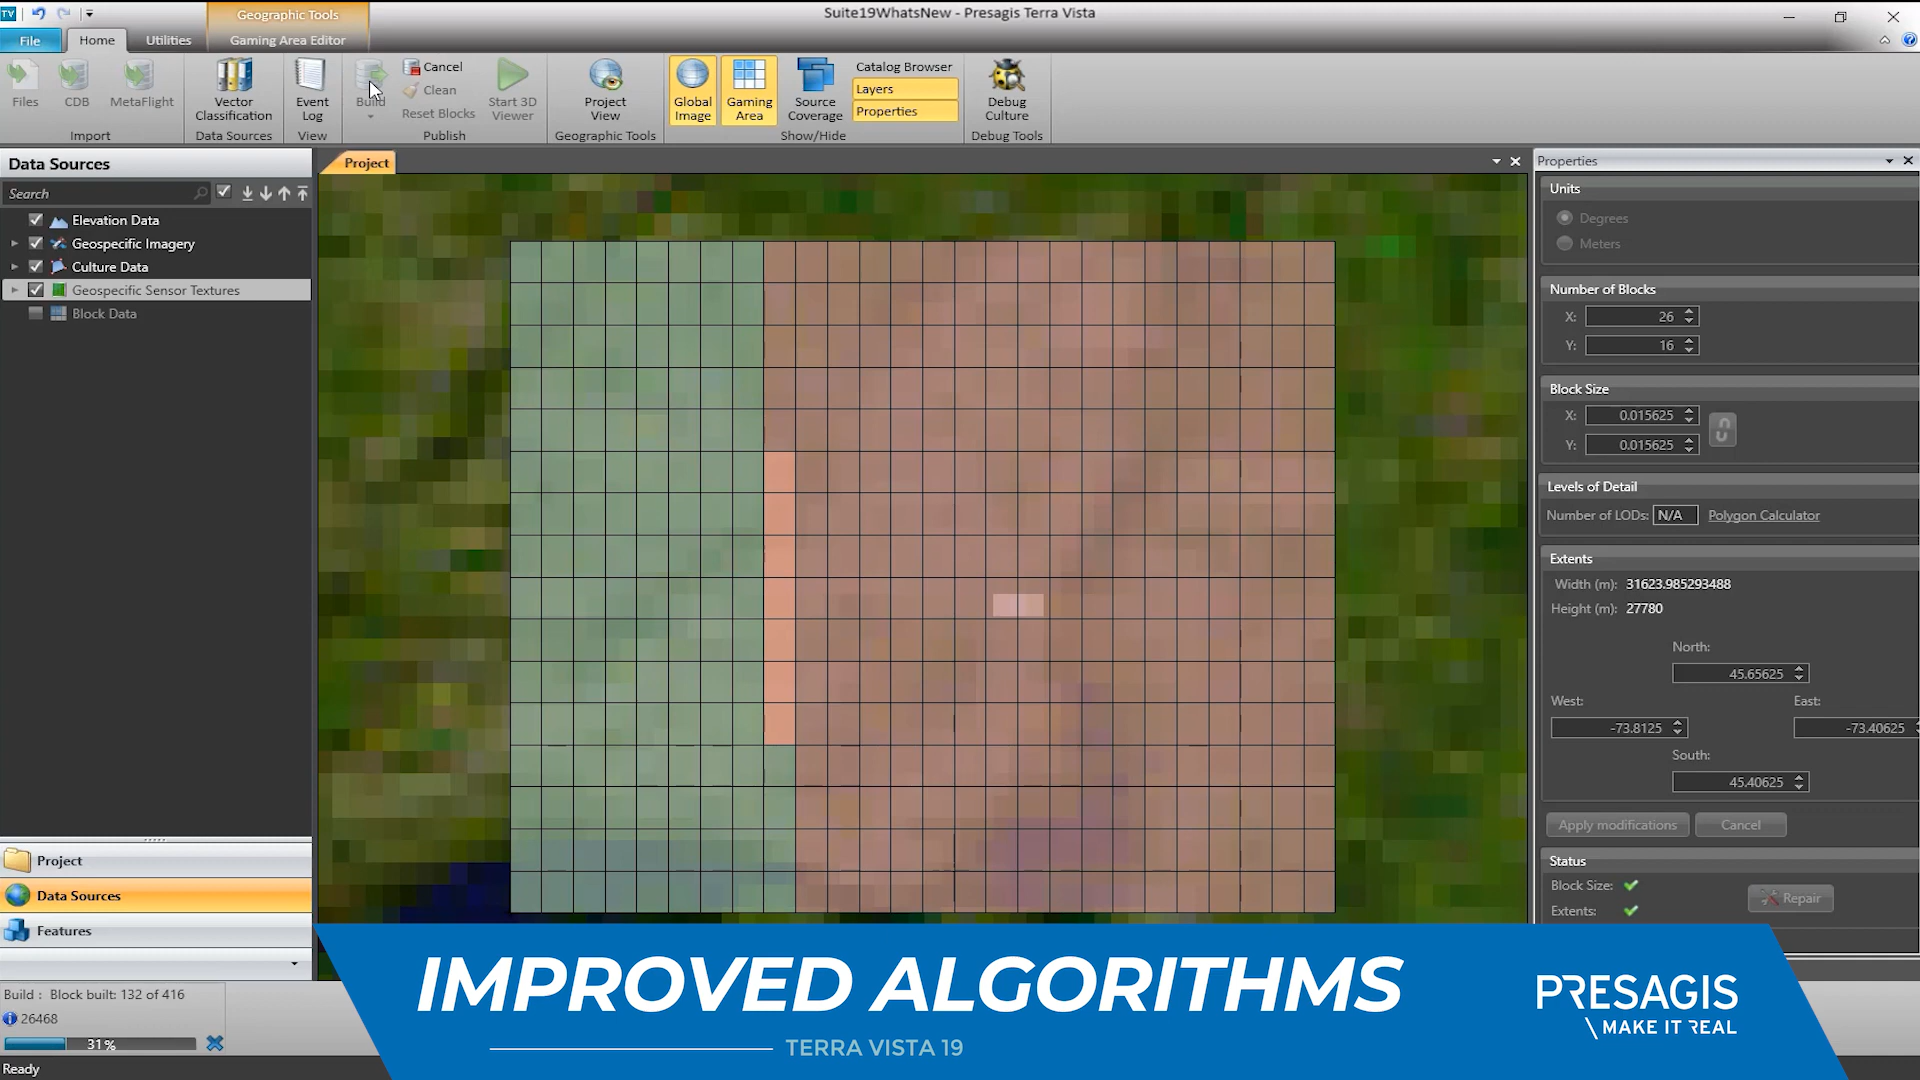 Geographic Tools
Suite19WhatsNew - Presagis Terra Vista
File
Home
Utilities
Gaming Area Editor
Files
CDB
MetaFlight
Import
Vector Classification
Data Sources
Event Log
View
Build
Cancel
Clean
Reset Blocks
Start 3D Viewer
Publish
Project View
Geographic Tools
Global Image
Gaming Area
Source Coverage
Catalog Browser
Layers
Properties
Show/Hide
Debug Culture
Debug Tools
Data Sources
Search
Elevation Data
Geospecific Imagery
Culture Data
Geospecific Sensor Textures
Block Data
Project
Properties
Units
Degrees
Meters
Number of Blocks
X: 26
Y: 16
Block Size
X: 0.015625
Y: 0.015625
Levels of Detail
Number of LODs: N/A Polygon Calculator
Extents
Width (m): 31623.985293488
Height (m): 27780
North:
45.65625
West: East:
-73.8125 -73.40625
South:
45.40625
Apply modifications Cancel
Status
Block Size:
Extents:
Repair
Project
Data Sources
Features
Build : Block built: 132 of 416
26468
31%
Ready
IMPROVED ALGORITHMS
TERRA VISTA 19
PRESAGIS
\ MAKE IT REAL